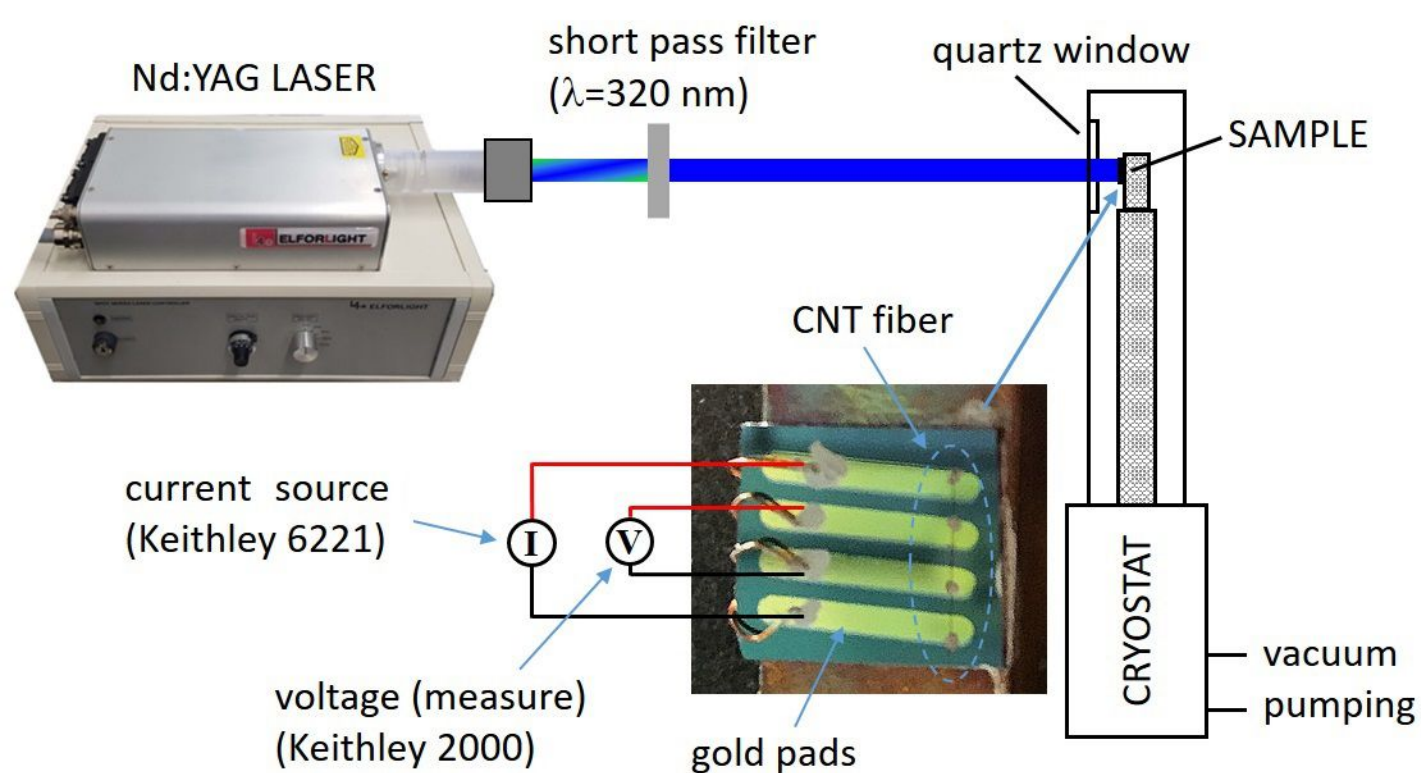 Nd:YAG LASER
short pass filter
(λ=320 nm)
quartz window
SAMPLE
ELFORLIGHT
ELFORLIGHT
CNT fiber
current source
(Keithley 6221)
I
V
voltage (measure)
(Keithley 2000)
gold pads
CRYOSTAT
vacuum
pumping